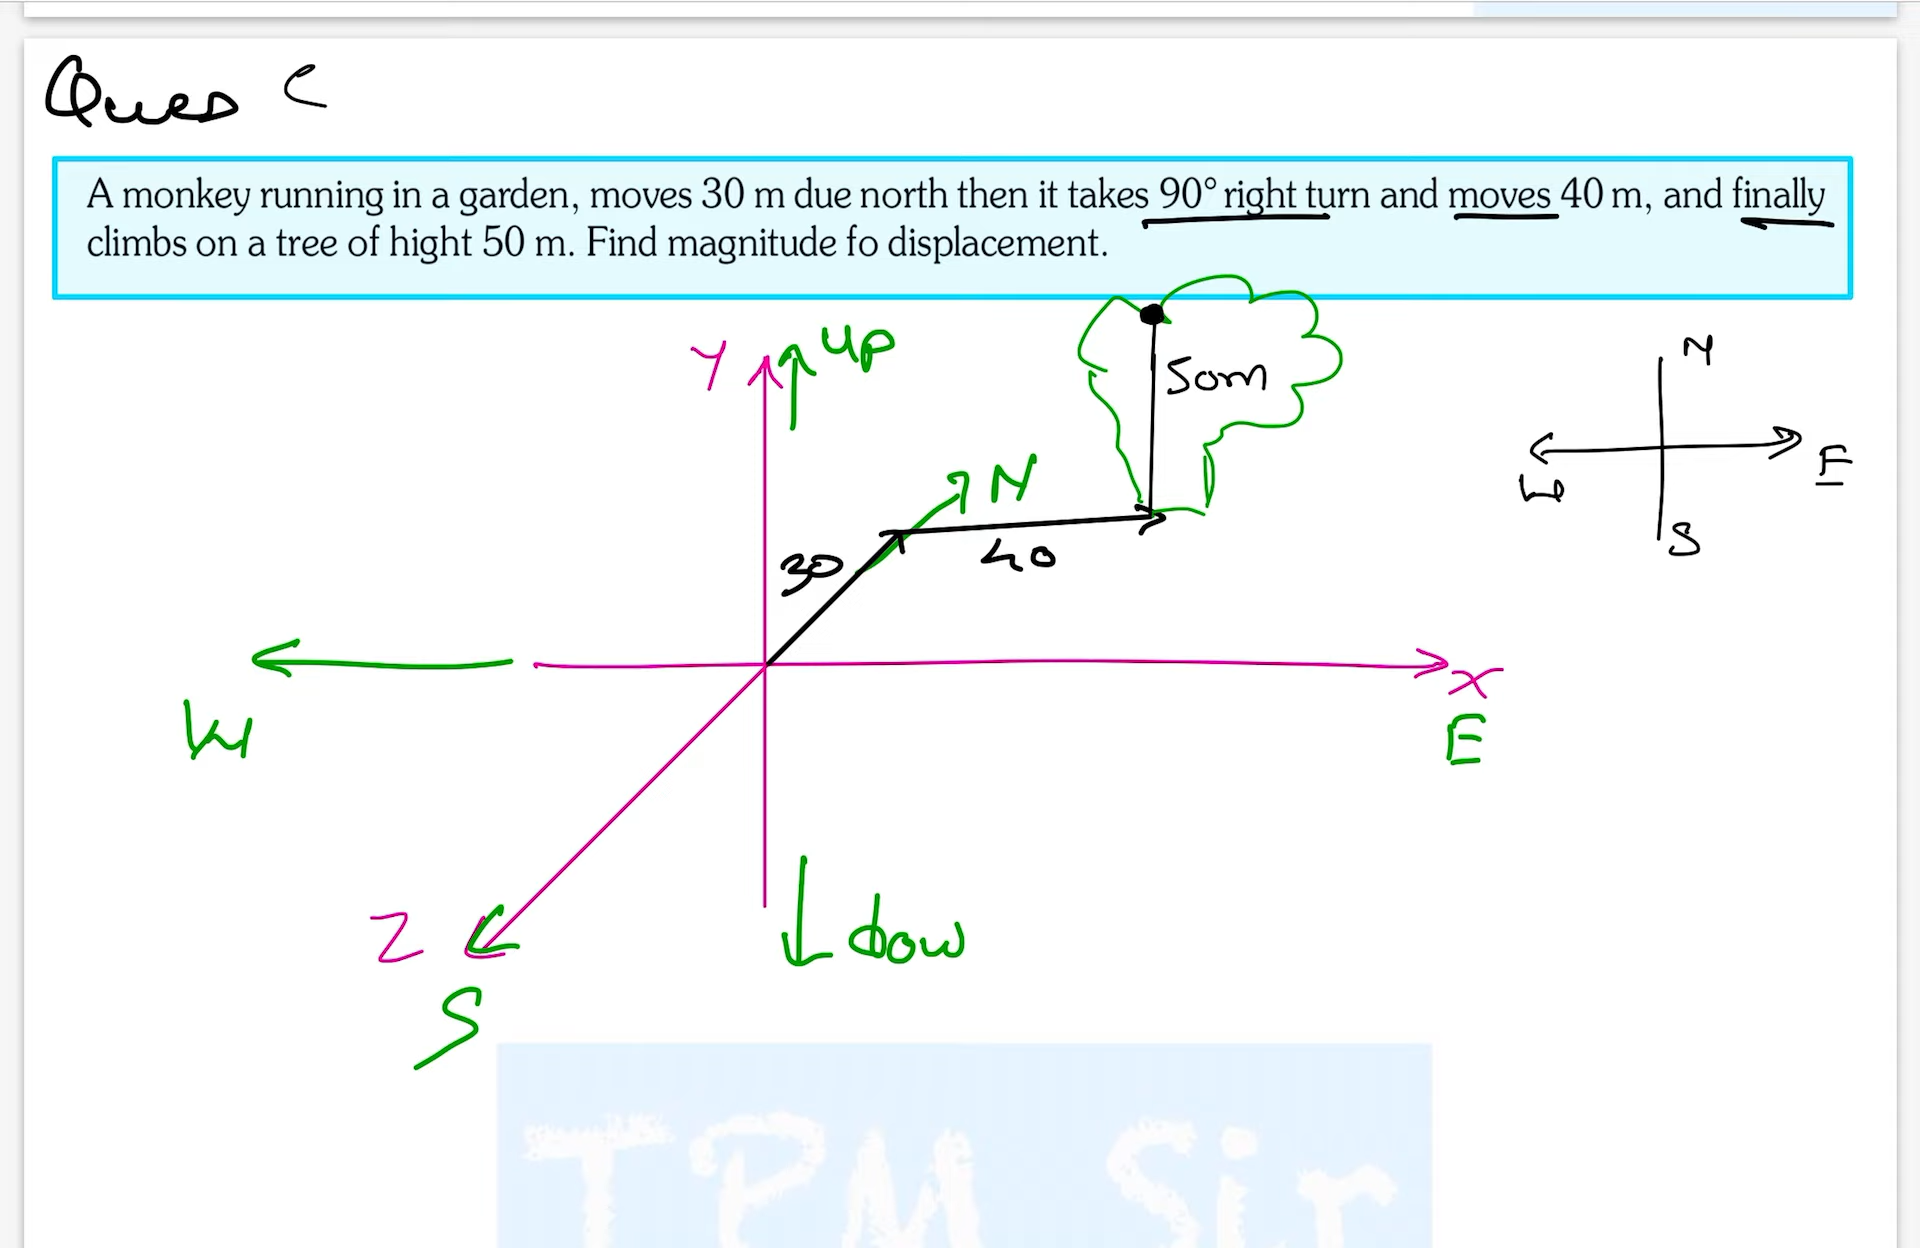 Ques
A monkey running in a garden, moves 30 m due north then it takes 90° right turn and moves 40 m, and finally
climbs on a tree of hight 50 m. Find magnitude fo displacement.
Y
up
50m
N
N
W
E
S
30
40
X
W
E
Z
dow
S
TPM Sir